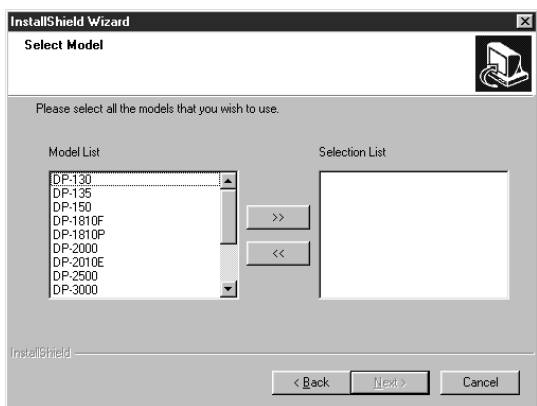 InstallShield Wizard
Select Model
Please select all the models that you wish to use.
Model List
Selection List
DP-130
DP-135
DP-150
DP-1810F
DP-1810P
DP-2000
DP-2010E
DP-2500
DP-3000
>>
<<
InstallShield
< Back
Next >
Cancel